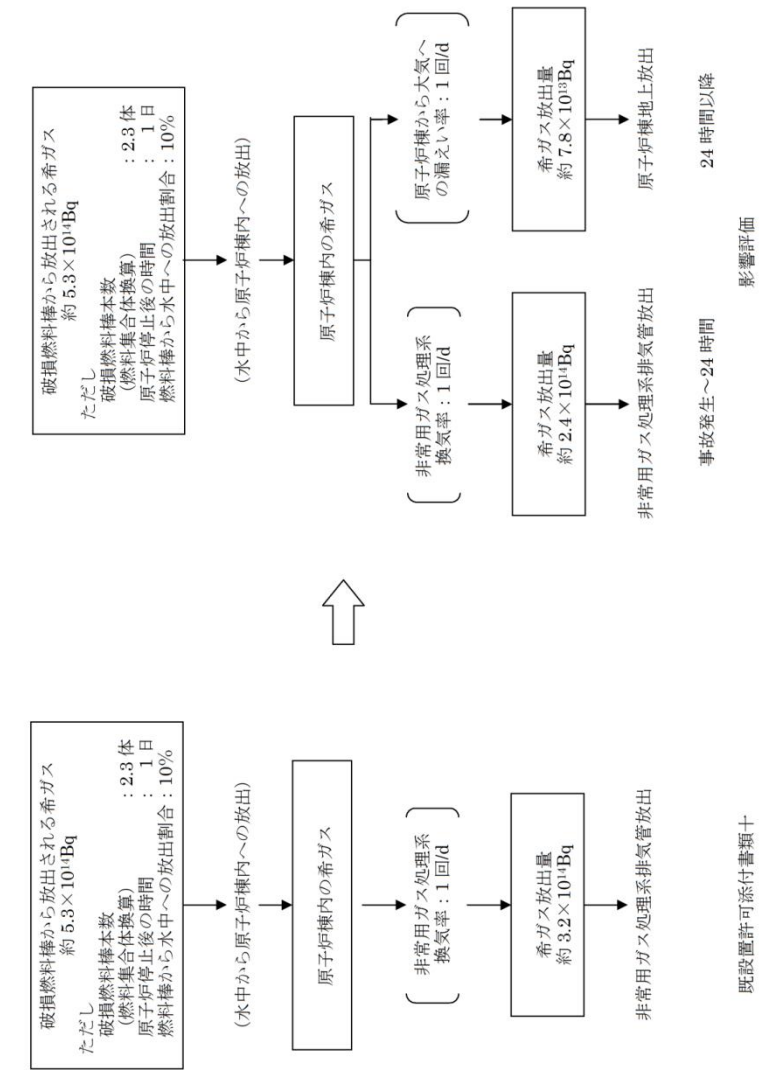 破損燃料棒から放出される希ガス
約 5.3×10¹⁴Bq
ただし
破損燃料棒本数
(燃料集合体換算) : 2.3 体
原子炉停止後の時間 : 1 日
燃料棒から水中への放出割合 : 10%
(水中から原子炉棟内への放出)
原子炉棟内の希ガス
非常用ガス処理系
換気率 : 1 回/d
希ガス放出量
約 3.2×10¹⁴Bq
非常用ガス処理系排気管放出
既設置許可添付書類十
破損燃料棒から放出される希ガス
約 5.3×10¹⁴Bq
ただし
破損燃料棒本数
(燃料集合体換算) : 2.3 体
原子炉停止後の時間 : 1 日
燃料棒から水中への放出割合 : 10%
(水中から原子炉棟内への放出)
原子炉棟内の希ガス
非常用ガス処理系
換気率 : 1 回/d
希ガス放出量
約 2.4×10¹⁴Bq
非常用ガス処理系排気管放出
事故発生~24 時間
原子炉棟から大気へ
の漏えい率 : 1 回/d
希ガス放出量
約 7.8×10¹³Bq
原子炉棟地上放出
24 時間以降
影響評価